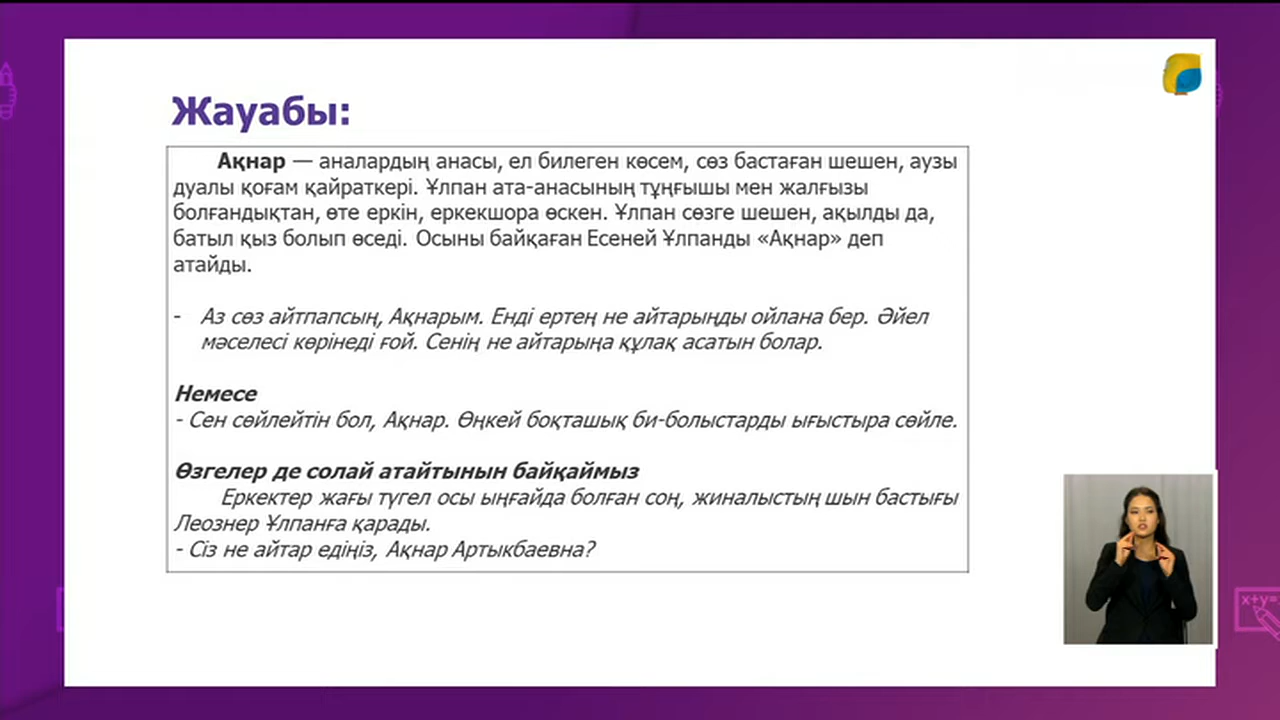 Жауабы:
Ақнар — аналардың анасы, ел билеген көсем, сөз бастаған шешен, аузы
дуалы қоғам қайраткері. Ұлпан ата-анасының тұңғышы мен жалғызы
болғандықтан, өте еркін, еркекшора өскен. Ұлпан сөзге шешен, ақылды да,
батыл қыз болып өседі. Осыны байқаған Есеней Ұлпанды «Ақнар» деп
атайды.
- Аз сөз айтпапсың, Ақнарым. Енді ертең не айтарыңды ойлана бер. Әйел
мәселесі көрінеді ғой. Сенің не айтарыңа құлақ асатын болар.
Немесе
- Сен сөйлейтін бол, Ақнар. Өңкей боқташық би-болыстарды ығыстыра сөйле.
Өзгелер де солай атайтынын байқаймыз
Еркектер жағы түгел осы ыңғайда болған соң, жиналыстың шын бастығы
Леознер Ұлпанға қарады.
- Сіз не айтар едіңіз, Ақнар Артыкбаевна?
x+y=